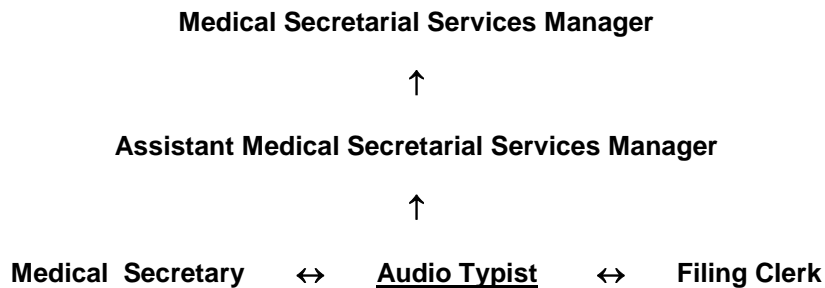 Medical Secretarial Services Manager
↑
Assistant Medical Secretarial Services Manager
↑
Medical Secretary ↔ Audio Typist ↔ Filing Clerk